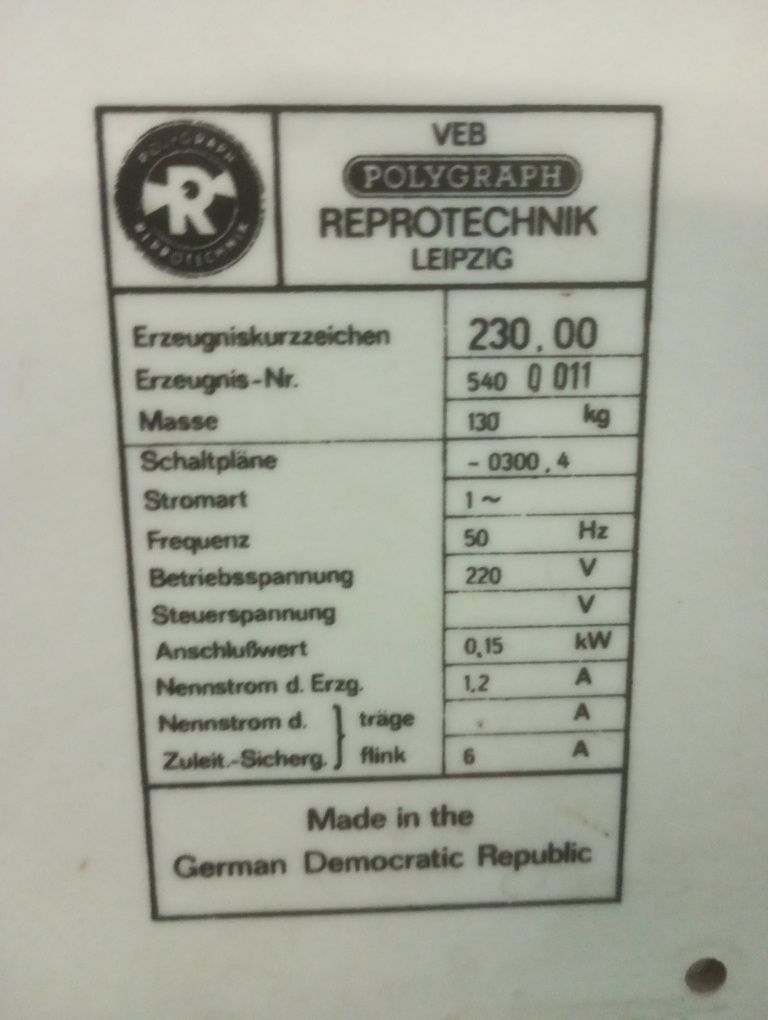 POLYGRAPH
R
REPROTECHNIK
VEB
POLYGRAPH
REPROTECHNIK
LEIPZIG
Erzeugniskurzzeichen 230.00
Erzeugnis-Nr. 540 0 011
Masse 130 kg
Schaltpläne - 0300.4
Stromart 1 ~
Frequenz 50 Hz
Betriebsspannung 220 V
Steuerspannung V
Anschlußwert 0,15 kW
Nennstrom d. Erzg. 1,2 A
Nennstrom d. } träge A
Zuleit.-Sicherg. } flink 6 A
Made in the
German Democratic Republic